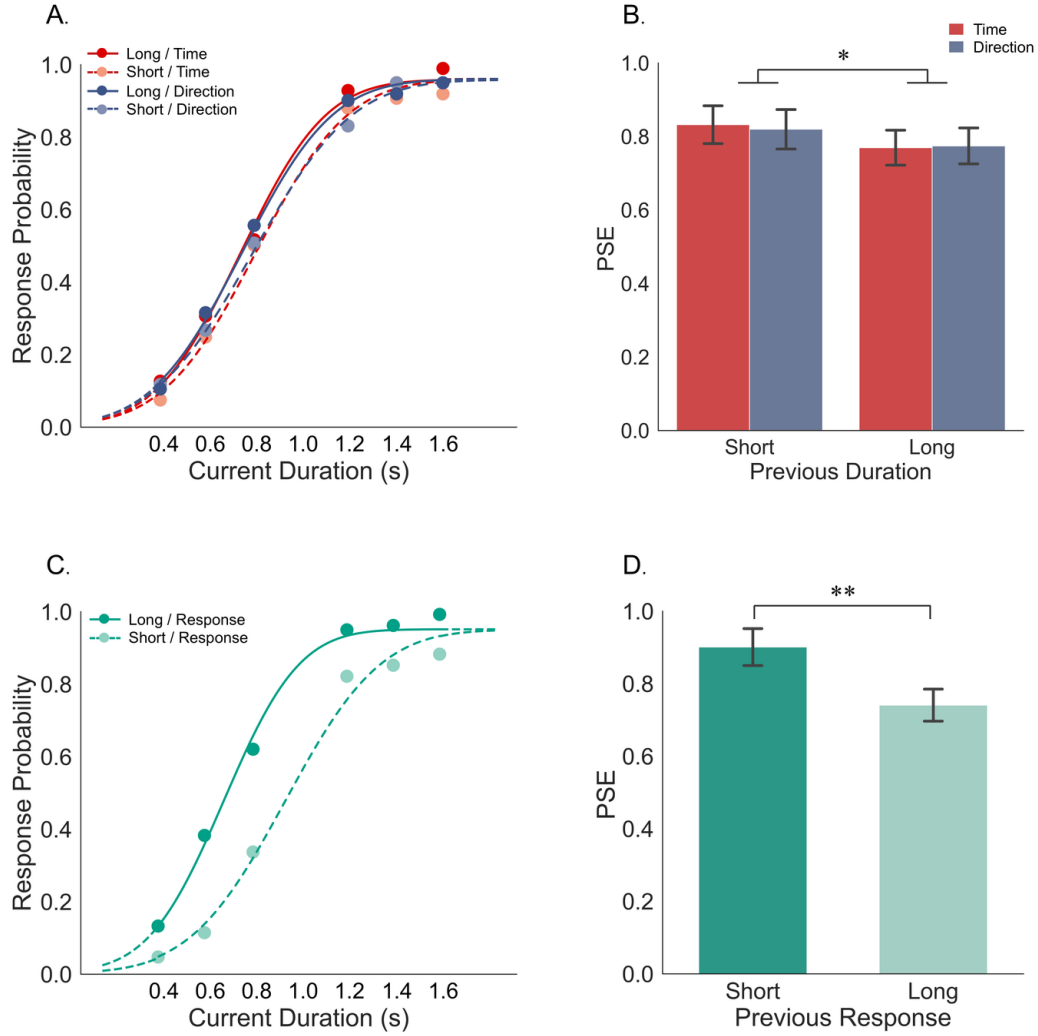 A.
Long / Time
Short / Time
Long / Direction
Short / Direction
1.0
0.8
0.6
0.4
0.2
0.0
Response Probability
0.4 0.6 0.8 1.0 1.2 1.4 1.6
Current Duration (s)
B.
Time
Direction
*
1.0
0.8
0.6
0.4
0.2
0.0
PSE
Short Long
Previous Duration
C.
Long / Response
Short / Response
1.0
0.8
0.6
0.4
0.2
0.0
Response Probability
0.4 0.6 0.8 1.0 1.2 1.4 1.6
Current Duration (s)
D.
**
1.0
0.8
0.6
0.4
0.2
0.0
PSE
Short Long
Previous Response